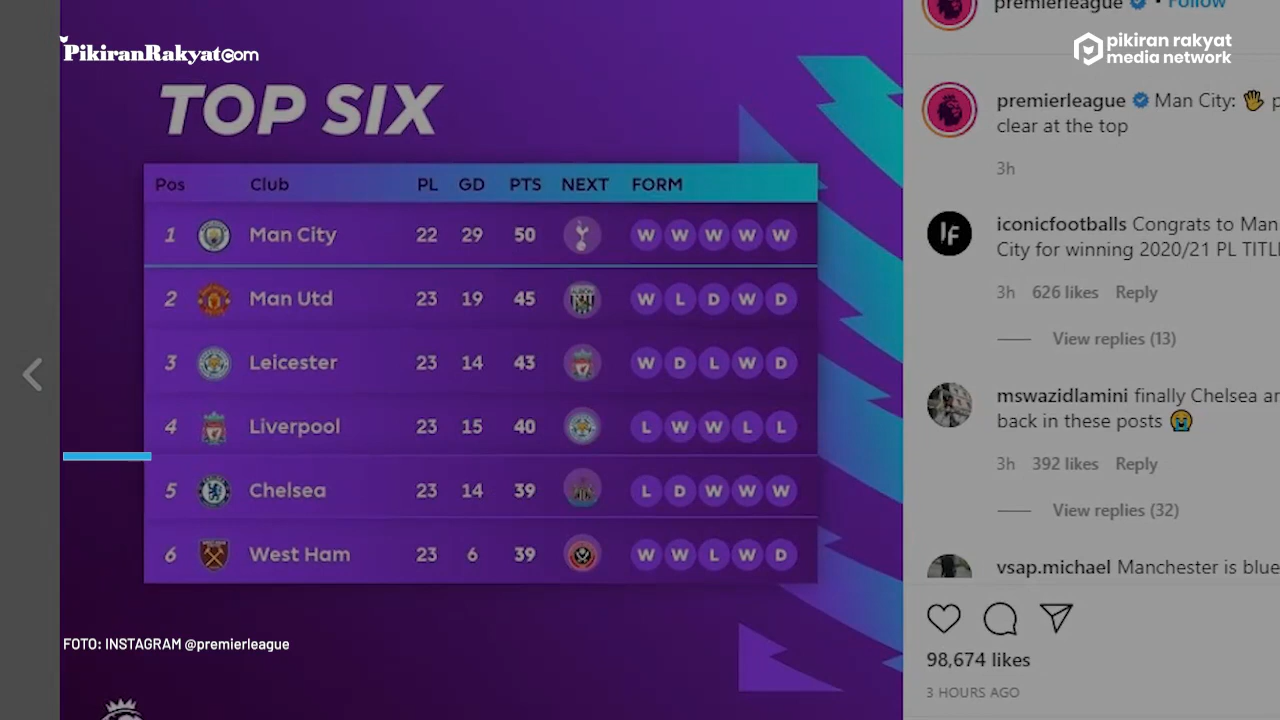 PikiranRakyat.Com
pikiran rakyat
media network
TOP SIX
Pos Club PL GD PTS NEXT FORM
1 Man City 22 29 50 W W W W W
2 Man Utd 23 19 45 W L D W D
3 Leicester 23 14 43 W D L W D
4 Liverpool 23 15 40 L W W L L
5 Chelsea 23 14 39 L D W W W
6 West Ham 23 6 39 W W L W D
FOTO: INSTAGRAM @premierleague
premierleague • Follow
premierleague Man City: 🖐 p
clear at the top
3h
iconicfootballs Congrats to Man
City for winning 2020/21 PL TITL
3h 626 likes Reply
View replies (13)
mswazidlamini finally Chelsea ar
back in these posts 😭
3h 392 likes Reply
View replies (32)
vsap.michael Manchester is blue
98,674 likes
3 HOURS AGO